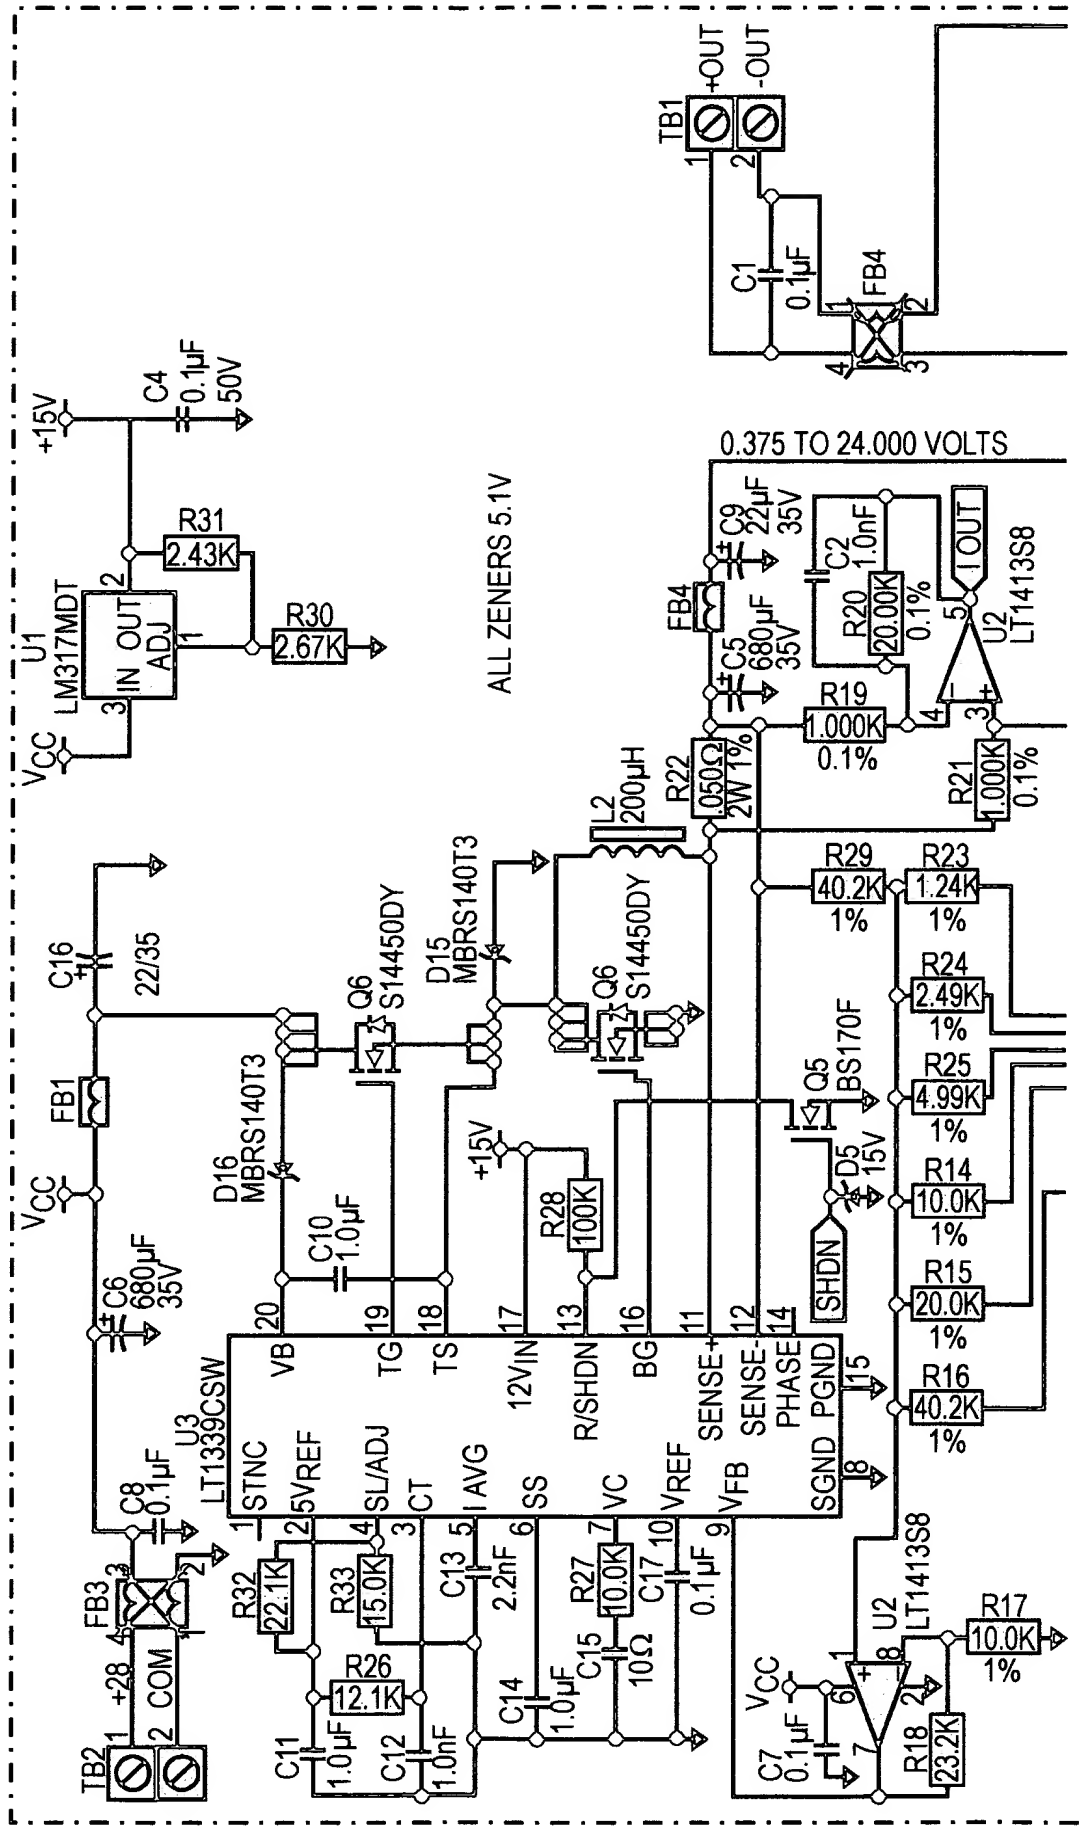 TB1
+OUT
-OUT
1
2
C1
0.1µF
FB4
1
2
4
3
+15V
C4
0.1µF
50V
U1
LM317MDT
IN OUT
ADJ
3
2
1
R31
2.43K
R30
2.67K
VCC
ALL ZENERS 5.1V
0.375 TO 24.000 VOLTS
FB4
C9
22µF
35V
C5
680µF
35V
C2
1.0nF
R20
20.00K
0.1%
I OUT
U2
LT1413S8
5
4
3
-
+
R19
1.000K
0.1%
R21
1.000K
0.1%
R22
.050Ω
2W 1%
L2
200µH
C16
22/35
FB1
VCC
C6
680µF
35V
D16
MBRS140T3
Q6
S14450DY
D15
MBRS140T3
Q6
S14450DY
C10
1.0µF
+15V
R28
100K
Q5
BS170F
D5
15V
SHDN
R29
40.2K
1%
R23
1.24K
1%
R24
2.49K
1%
R25
4.99K
1%
R14
10.0K
1%
R15
20.0K
1%
R16
40.2K
1%
U3
LT1339CSW
20
19
18
17
13
16
11
12
14
15
8
VB
TG
TS
12VIN
R/SHDN
BG
SENSE+
SENSE-
PHASE
PGND
SGND
STNC
5VREF
SL/ADJ
CT
I AVG
SS
VC
VREF
VFB
1
2
4
3
5
6
7
10
9
C8
0.1µF
FB3
3
2
4
1
TB2
1
2
+28
COM
R32
22.1K
R33
15.0K
R26
12.1K
C11
1.0µF
C12
1.0nF
C13
2.2nF
C14
1.0µF
R27
10.0K
C15
10Ω
C17
0.1µF
U2
LT1413S8
VCC
C7
0.1µF
1
8
6
2
7
+
-
R17
10.0K
1%
R18
23.2K